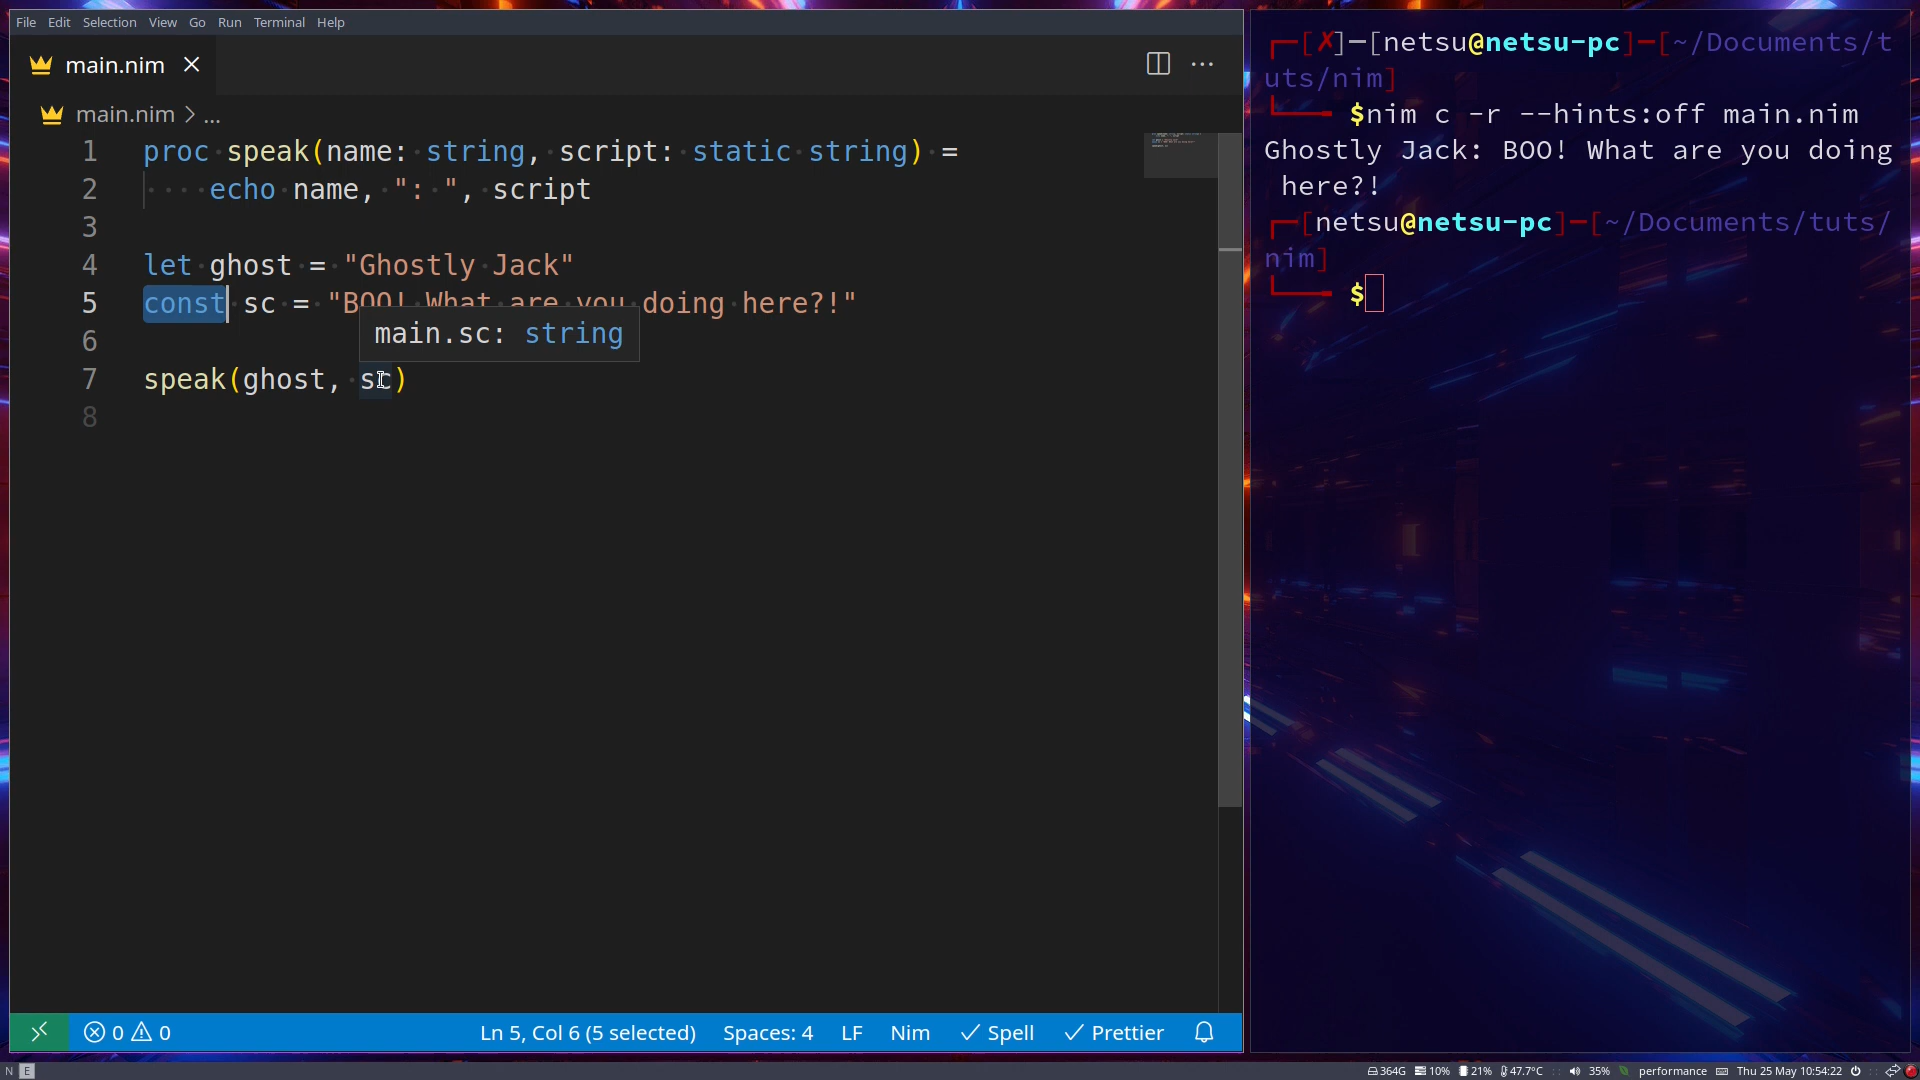 File Edit Selection View Go Run Terminal Help
main.nim
main.nim > ...
1 proc speak(name: string, script: static string) =
2 echo name, ": ", script
3
4 let ghost = "Ghostly Jack"
5 const sc = "BOO! What are you doing here?!"
6
main.sc: string
7 speak(ghost, sc)
8
0 0
Ln 5, Col 6 (5 selected) Spaces: 4 LF Nim Spell Prettier
┌─[✗]─[netsu@netsu-pc]─[~/Documents/t
uts/nim]
└── $nim c -r --hints:off main.nim
Ghostly Jack: BOO! What are you doing
here?!
┌─[netsu@netsu-pc]─[~/Documents/tuts/
nim]
└── $
N E
364G 10% 21% 47.7°C 35% performance Thu 25 May 10:54:22